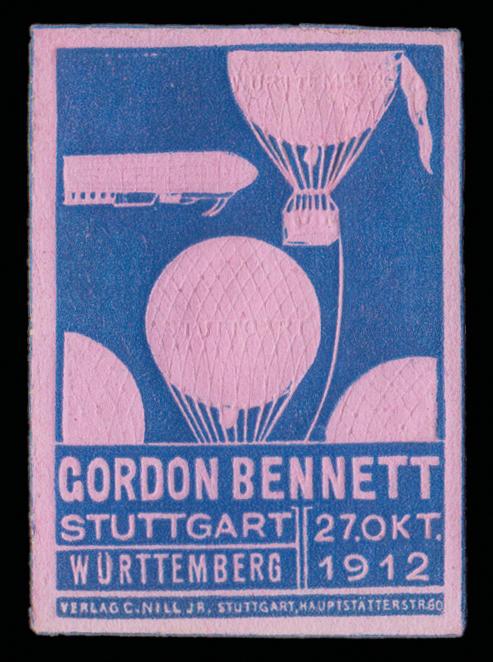 WÜRTTEMBERG
STUTTGART
GORDON BENNETT
STUTTGART 27.OKT.
WÜRTTEMBERG 1912
VERLAG C. NILL JR. STUTTGART, HAUPTSTÄTTERSTR. 60